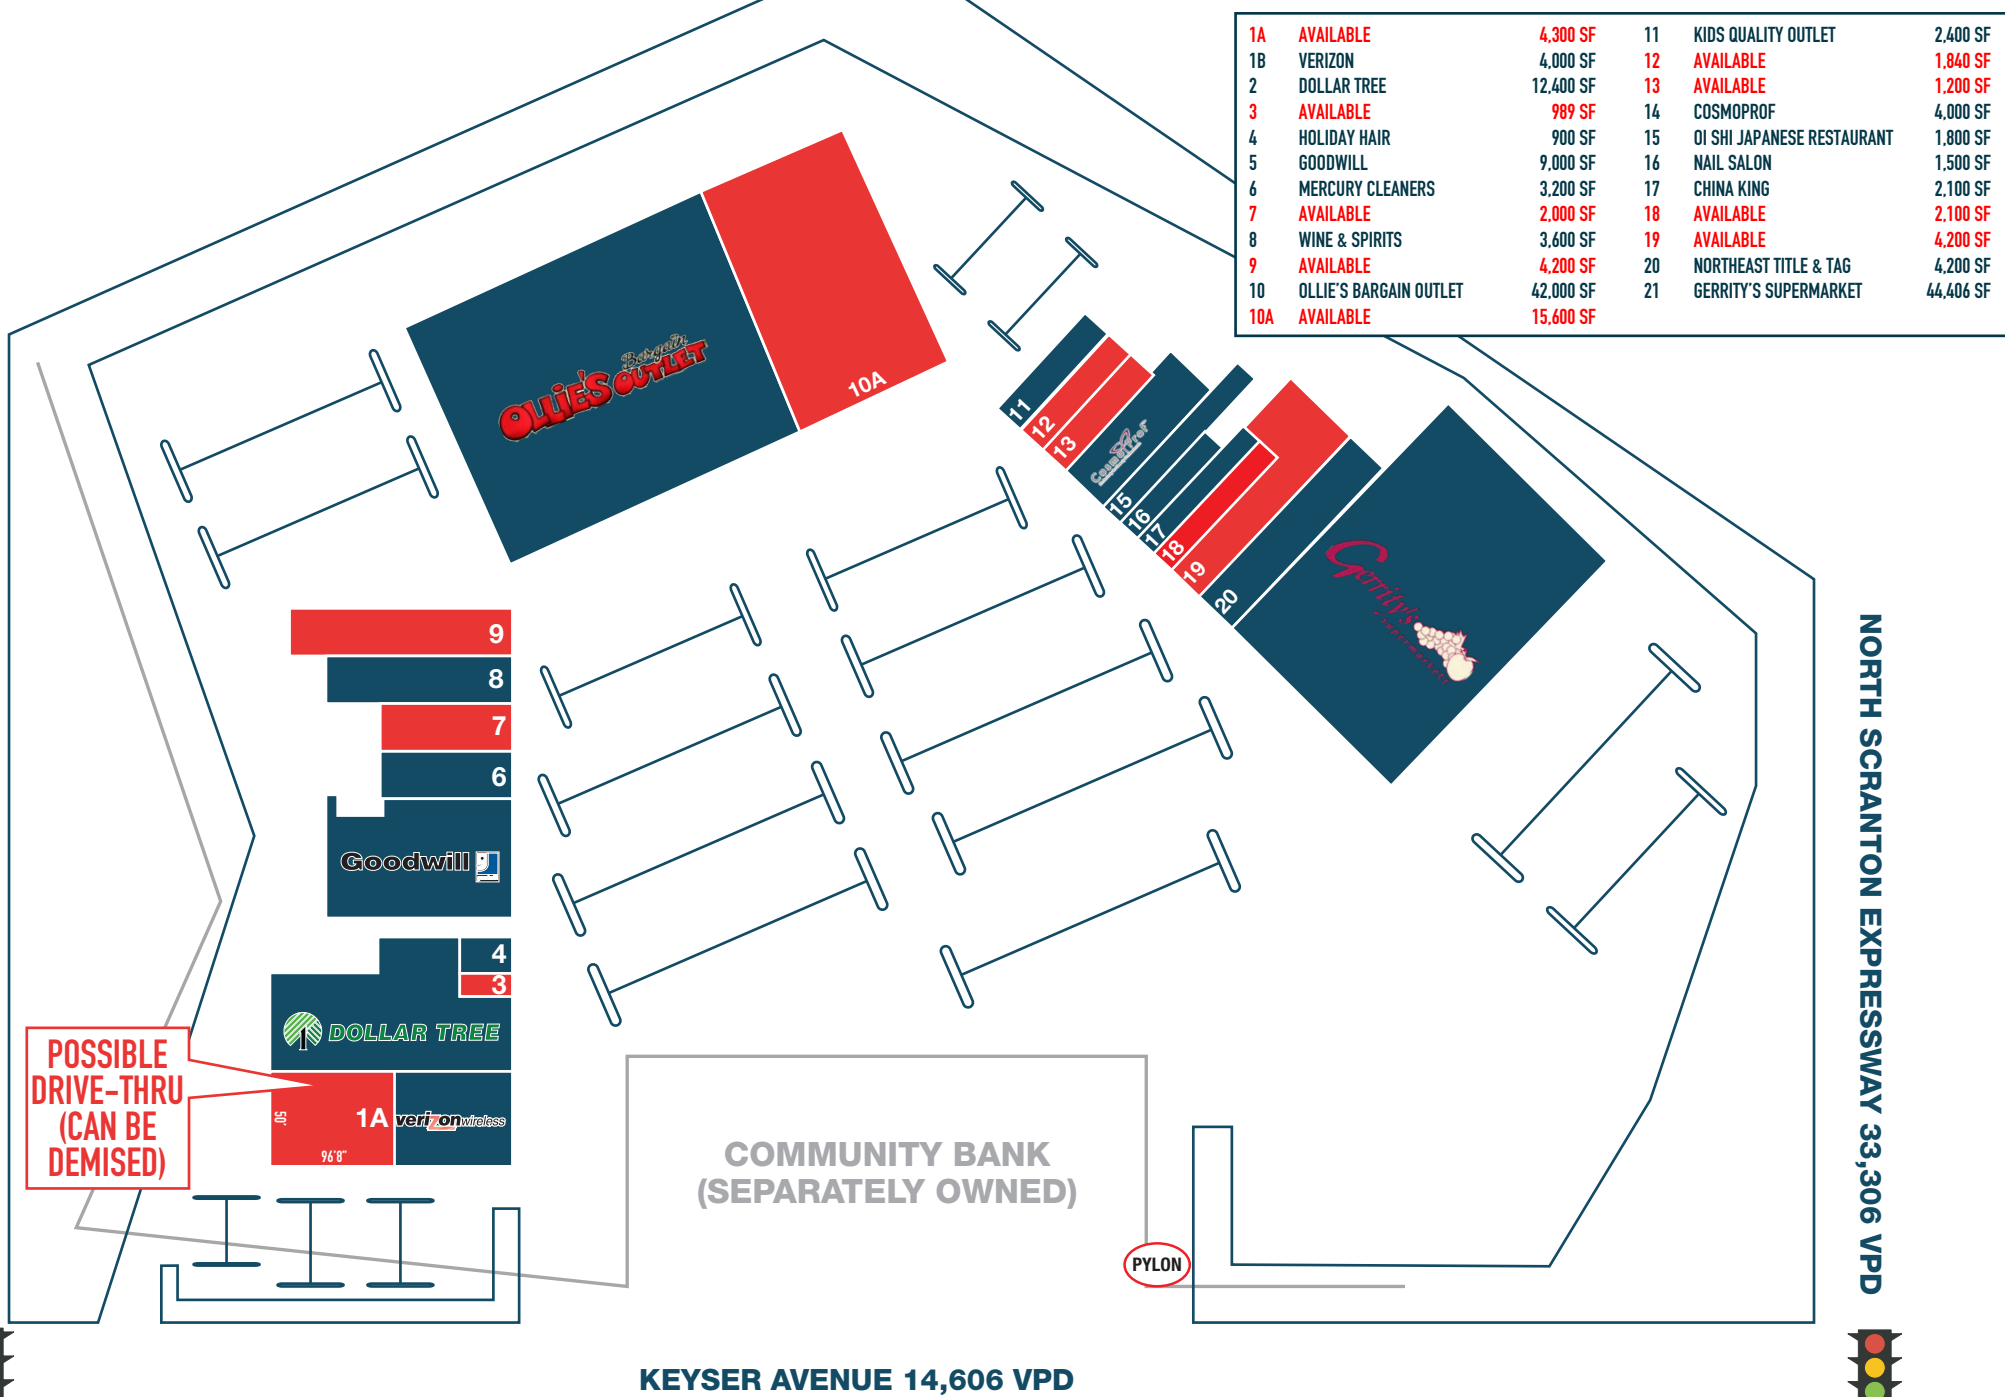 1A AVAILABLE 4,300 SF
1B VERIZON 4,000 SF
2 DOLLAR TREE 12,400 SF
3 AVAILABLE 989 SF
4 HOLIDAY HAIR 900 SF
5 GOODWILL 9,000 SF
6 MERCURY CLEANERS 3,200 SF
7 AVAILABLE 2,000 SF
8 WINE & SPIRITS 3,600 SF
9 AVAILABLE 4,200 SF
10 OLLIE'S BARGAIN OUTLET 42,000 SF
10A AVAILABLE 15,600 SF
11 KIDS QUALITY OUTLET 2,400 SF
12 AVAILABLE 1,840 SF
13 AVAILABLE 1,200 SF
14 COSMOPROF 4,000 SF
15 OI SHI JAPANESE RESTAURANT 1,800 SF
16 NAIL SALON 1,500 SF
17 CHINA KING 2,100 SF
18 AVAILABLE 2,100 SF
19 AVAILABLE 4,200 SF
20 NORTHEAST TITLE & TAG 4,200 SF
21 GERRITY'S SUPERMARKET 44,406 SF
OLLIE'S Bargain OUTLET
10A
11
12
13
CosmoProf
15
16
17
18
19
20
Gerrity's
supermarkets
9
8
7
6
Goodwill
4
3
DOLLAR TREE
1A
50'
96'8"
verizon wireless
POSSIBLE
DRIVE-THRU
(CAN BE
DEMISED)
COMMUNITY BANK
(SEPARATELY OWNED)
PYLON
NORTH SCRANTON EXPRESSWAY 33,306 VPD
KEYSER AVENUE 14,606 VPD